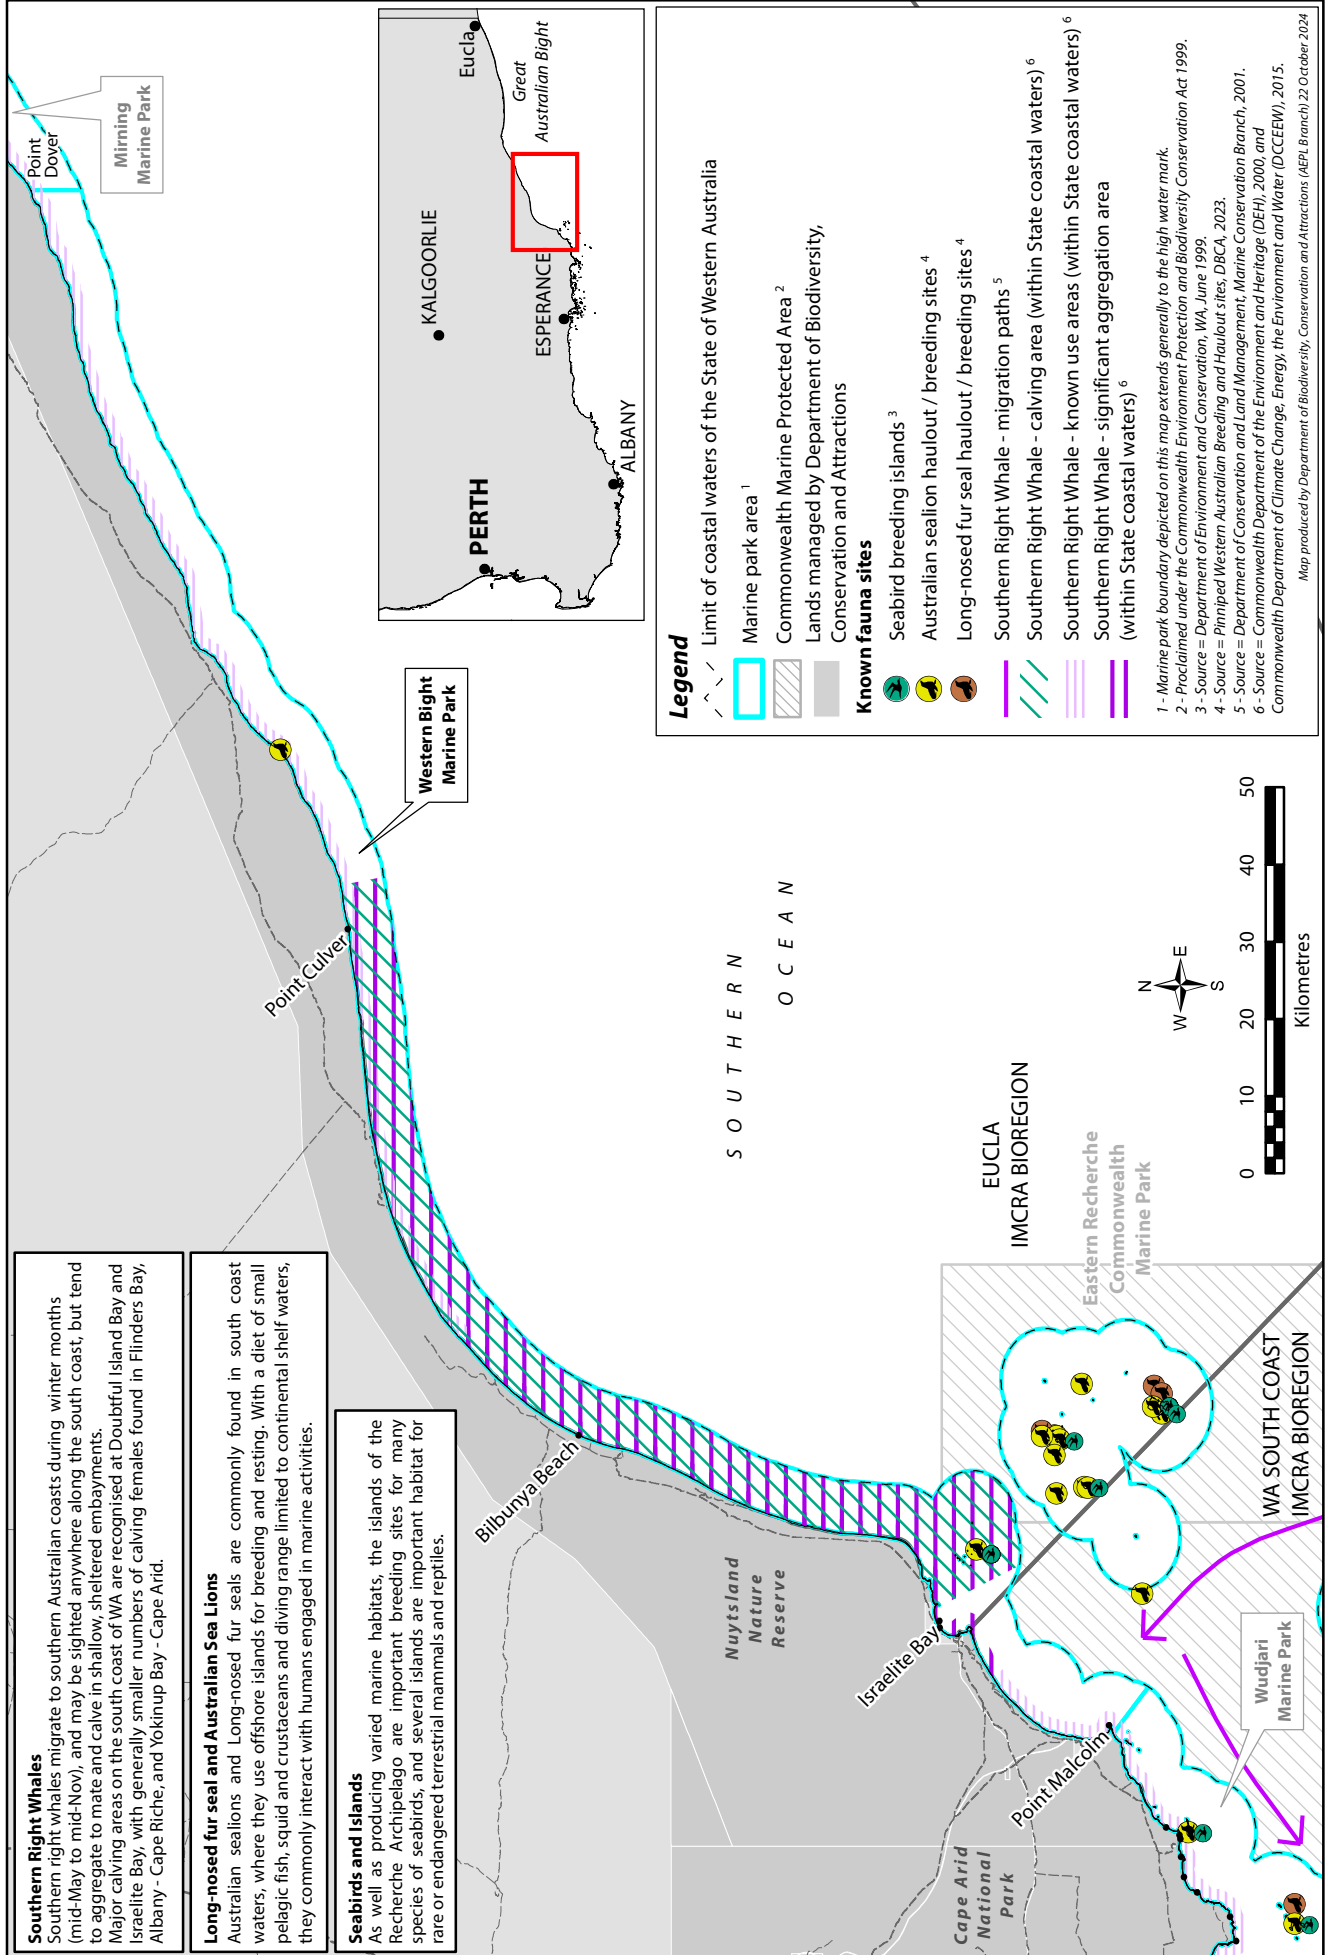 Southern Right Whales
Southern right whales migrate to southern Australian coasts during winter months
(mid-May to mid-Nov), and may be sighted anywhere along the south coast, but tend
to aggregate to mate and calve in shallow, sheltered embayments.
Major calving areas on the south coast of WA are recognised at Doubtful Island Bay and
Israelite Bay, with generally smaller numbers of calving females found in Flinders Bay,
Albany - Cape Riche, and Yokinup Bay - Cape Arid.
Long-nosed fur seal and Australian Sea Lions
Australian sealions and Long-nosed fur seals are commonly found in south coast
waters, where they use offshore islands for breeding and resting. With a diet of small
pelagic fish, squid and crustaceans and diving range limited to continental shelf waters,
they commonly interact with humans engaged in marine activities.
Seabirds and Islands
As well as producing varied marine habitats, the islands of the
Recherche Archipelago are important breeding sites for many
species of seabirds, and several islands are important habitat for
rare or endangered terrestrial mammals and reptiles.
Point
Dover
Mirning
Marine Park
Western Bight
Marine Park
Point Culver
Bilbunya Beach
Nuytsland
Nature
Reserve
Israelite Bay
Point Malcolm
Cape Arid
National
Park
Wudjari
Marine Park
SOUTHERN
OCEAN
EUCLA
IMCRA BIOREGION
Eastern Recherche
Commonwealth
Marine Park
WA SOUTH COAST
IMCRA BIOREGION
N
W
E
S
0
10
20
30
40
50
Kilometres
Eucla
Great
Australian Bight
KALGOORLIE
ESPERANCE
PERTH
ALBANY
Legend
Limit of coastal waters of the State of Western Australia
Marine park area 1
Commonwealth Marine Protected Area 2
Lands managed by Department of Biodiversity,
Conservation and Attractions
Known fauna sites
Seabird breeding islands 3
Australian sealion haulout / breeding sites 4
Long-nosed fur seal haulout / breeding sites 4
Southern Right Whale - migration paths 5
Southern Right Whale - calving area (within State coastal waters) 6
Southern Right Whale - known use areas (within State coastal waters) 6
Southern Right Whale - significant aggregation area
(within State coastal waters) 6
1 - Marine park boundary depicted on this map extends generally to the high water mark.
2 - Proclaimed under the Commonwealth Environment Protection and Biodiversity Conservation Act 1999.
3 - Source = Department of Environment and Conservation, WA, June 1999.
4 - Source = Pinniped Western Australian Breeding and Haulout sites, DBCA, 2023.
5 - Source = Department of Conservation and Land Management, Marine Conservation Branch, 2001.
6 - Source = Commonwealth Department of the Environment and Heritage (DEH), 2000, and
Commonwealth Department of Climate Change, Energy, the Environment and Water (DCCEEW), 2015.
Map produced by Department of Biodiversity, Conservation and Attractions (AEPL Branch) 22 October 2024